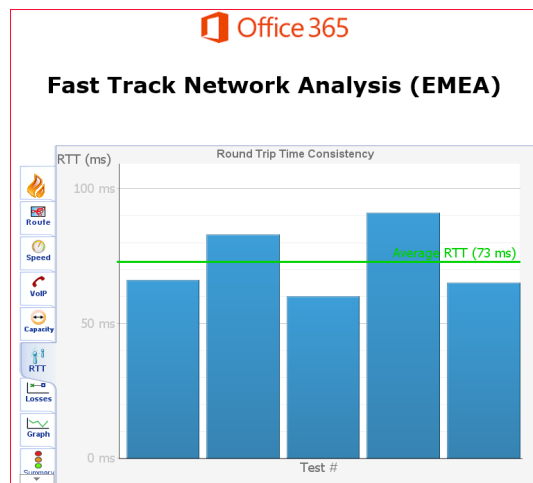 Office 365
Fast Track Network Analysis (EMEA)
RTT (ms)
Round Trip Time Consistency
100 ms
Average RTT (73 ms)
50 ms
0 ms
Test #
Route
Speed
VoIP
Capacity
RTT
Losses
Graph
Summary